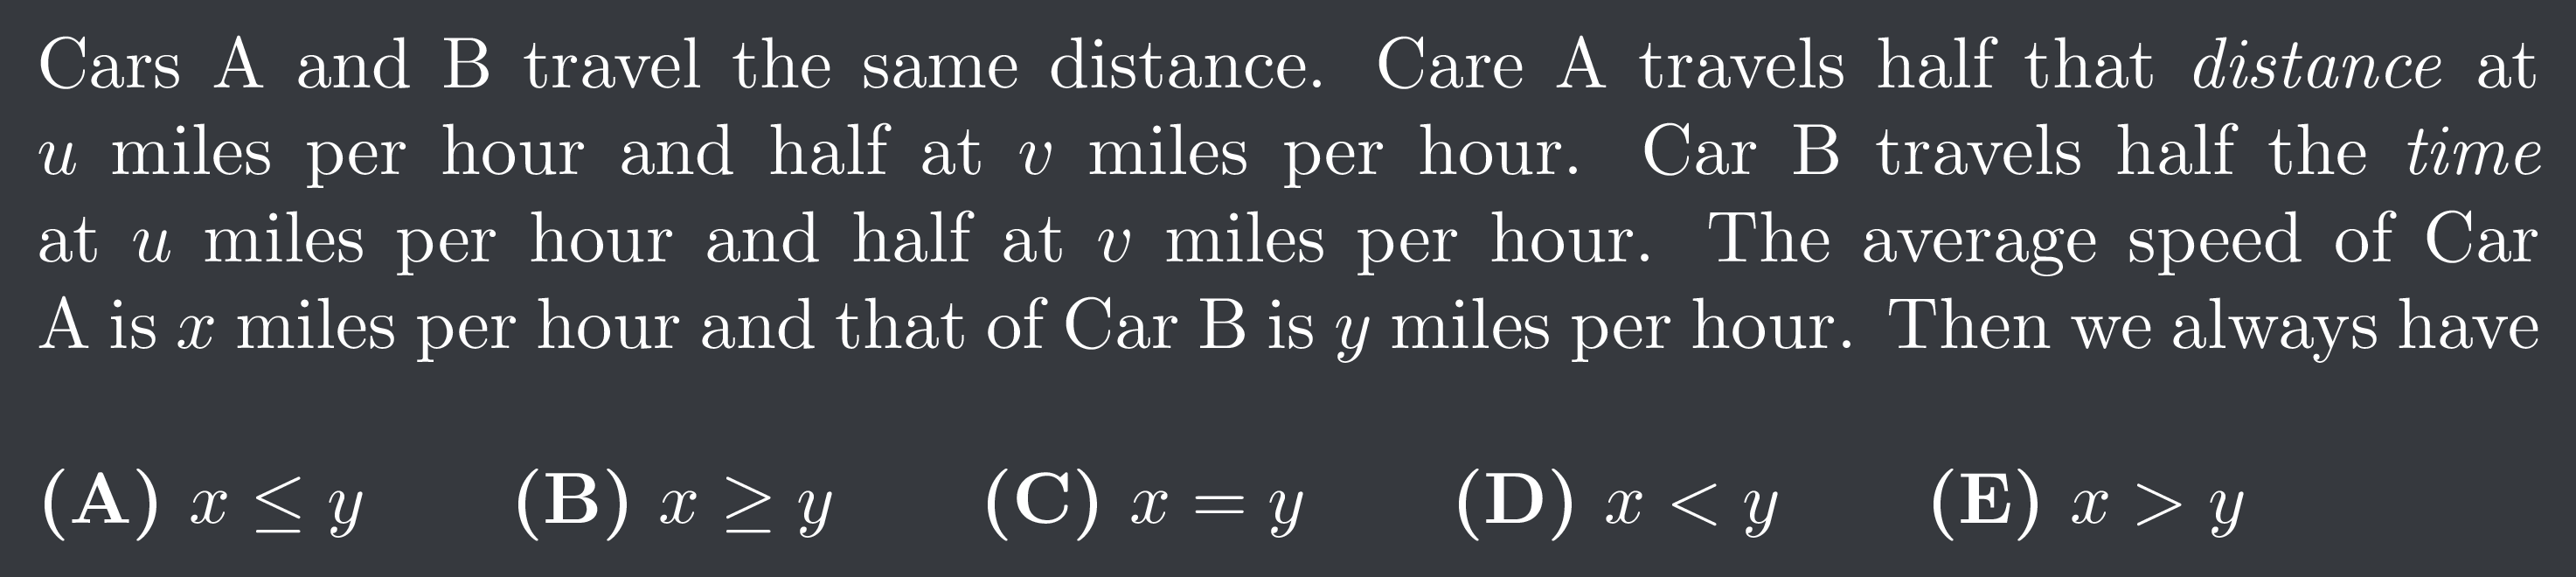 Cars A and B travel the same distance. Care A travels half that distance at
u miles per hour and half at v miles per hour. Car B travels half the time
at u miles per hour and half at v miles per hour. The average speed of Car
A is x miles per hour and that of Car B is y miles per hour. Then we always have
(A) x ≤ y (B) x ≥ y (C) x = y (D) x < y (E) x > y